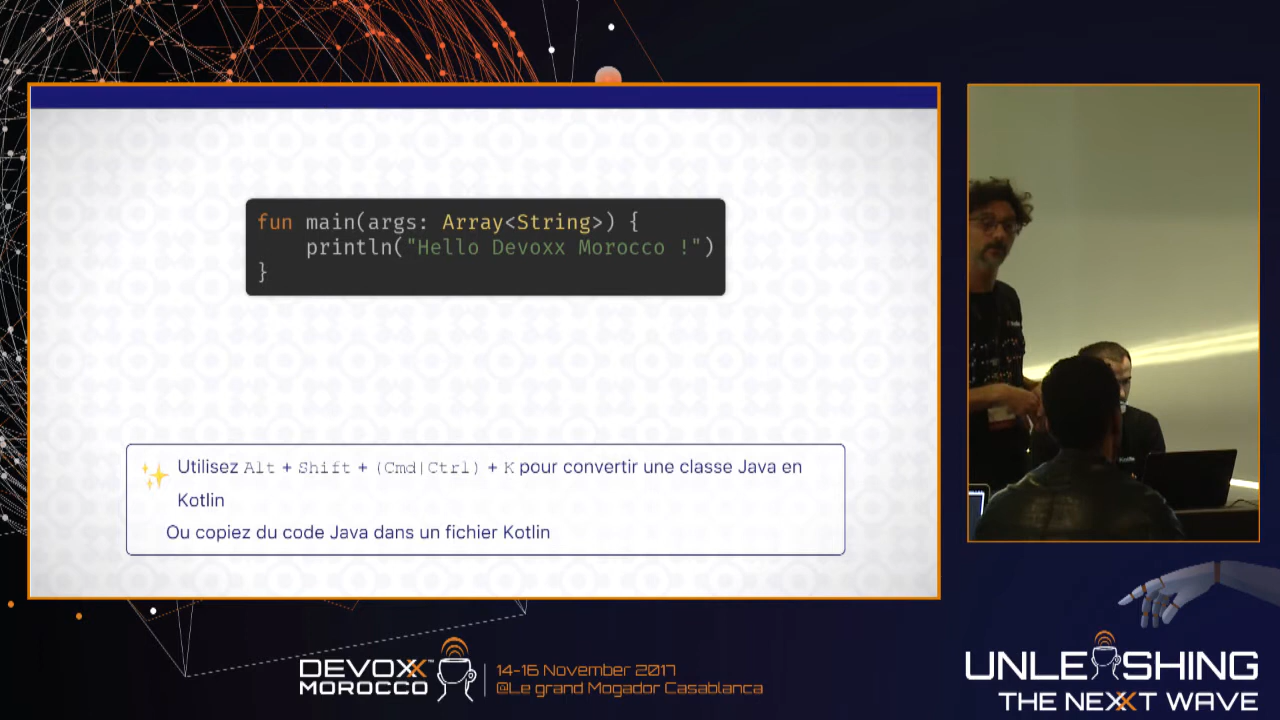 fun main(args: Array<String>) {
println("Hello Devoxx Morocco !")
}
Utilisez Alt + Shift + (Cmd|Ctrl) + K pour convertir une classe Java en
Kotlin
Ou copiez du code Java dans un fichier Kotlin
DEVOXX™
MOROCCO
14-16 November 2017
@Le grand Mogador Casablanca
UNLEASHING
THE NEXXT WAVE